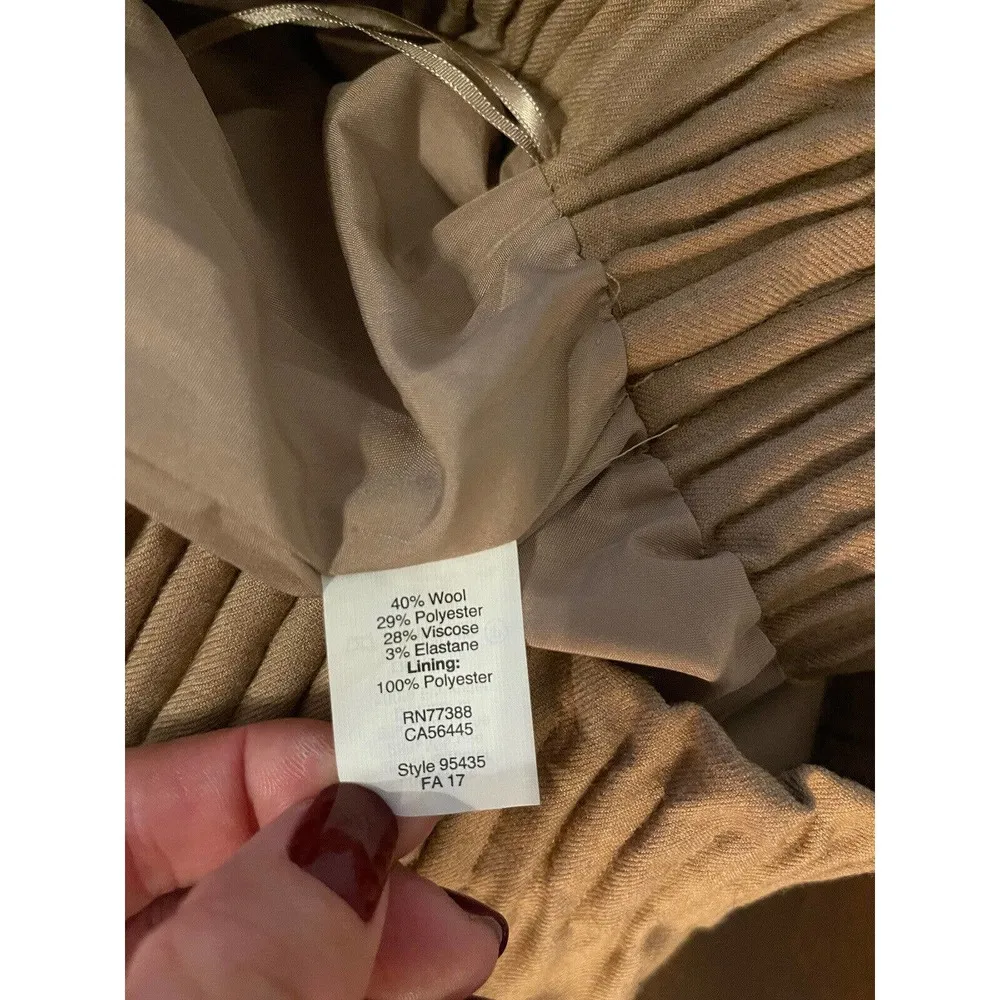 40% Wool
29% Polyester
28% Viscose
3% Elastane
Lining:
100% Polyester
RN77388
CA56445
Style 95435
FA 17